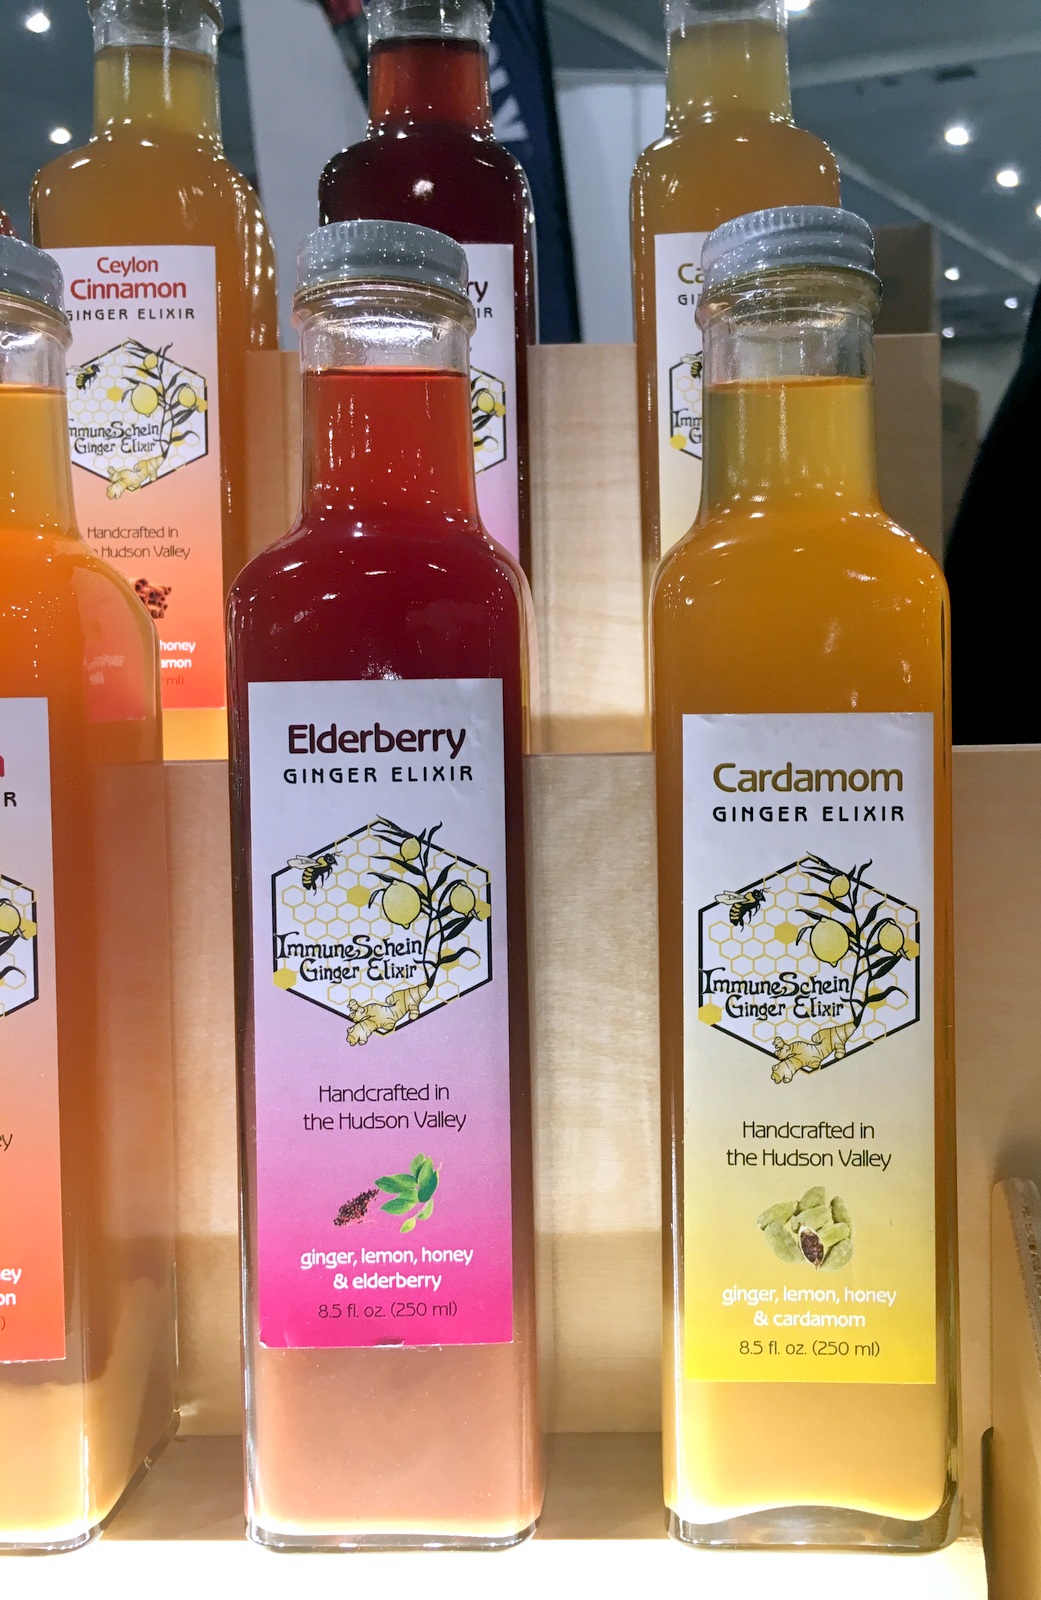 Ceylon
Cinnamon
GINGER ELIXIR
Ginger Elixir
Handcrafted in
Hudson Valley
honey
Elderberry
GINGER ELIXIR
ImmuneSchein
Ginger Elixir
Handcrafted in
the Hudson Valley
ginger, lemon, honey
& elderberry
8.5 fl. oz. (250 ml)
Cardamom
GINGER ELIXIR
ImmuneSchein
Ginger Elixir
Handcrafted in
the Hudson Valley
ginger, lemon, honey
& cardamom
8.5 fl. oz. (250 ml)